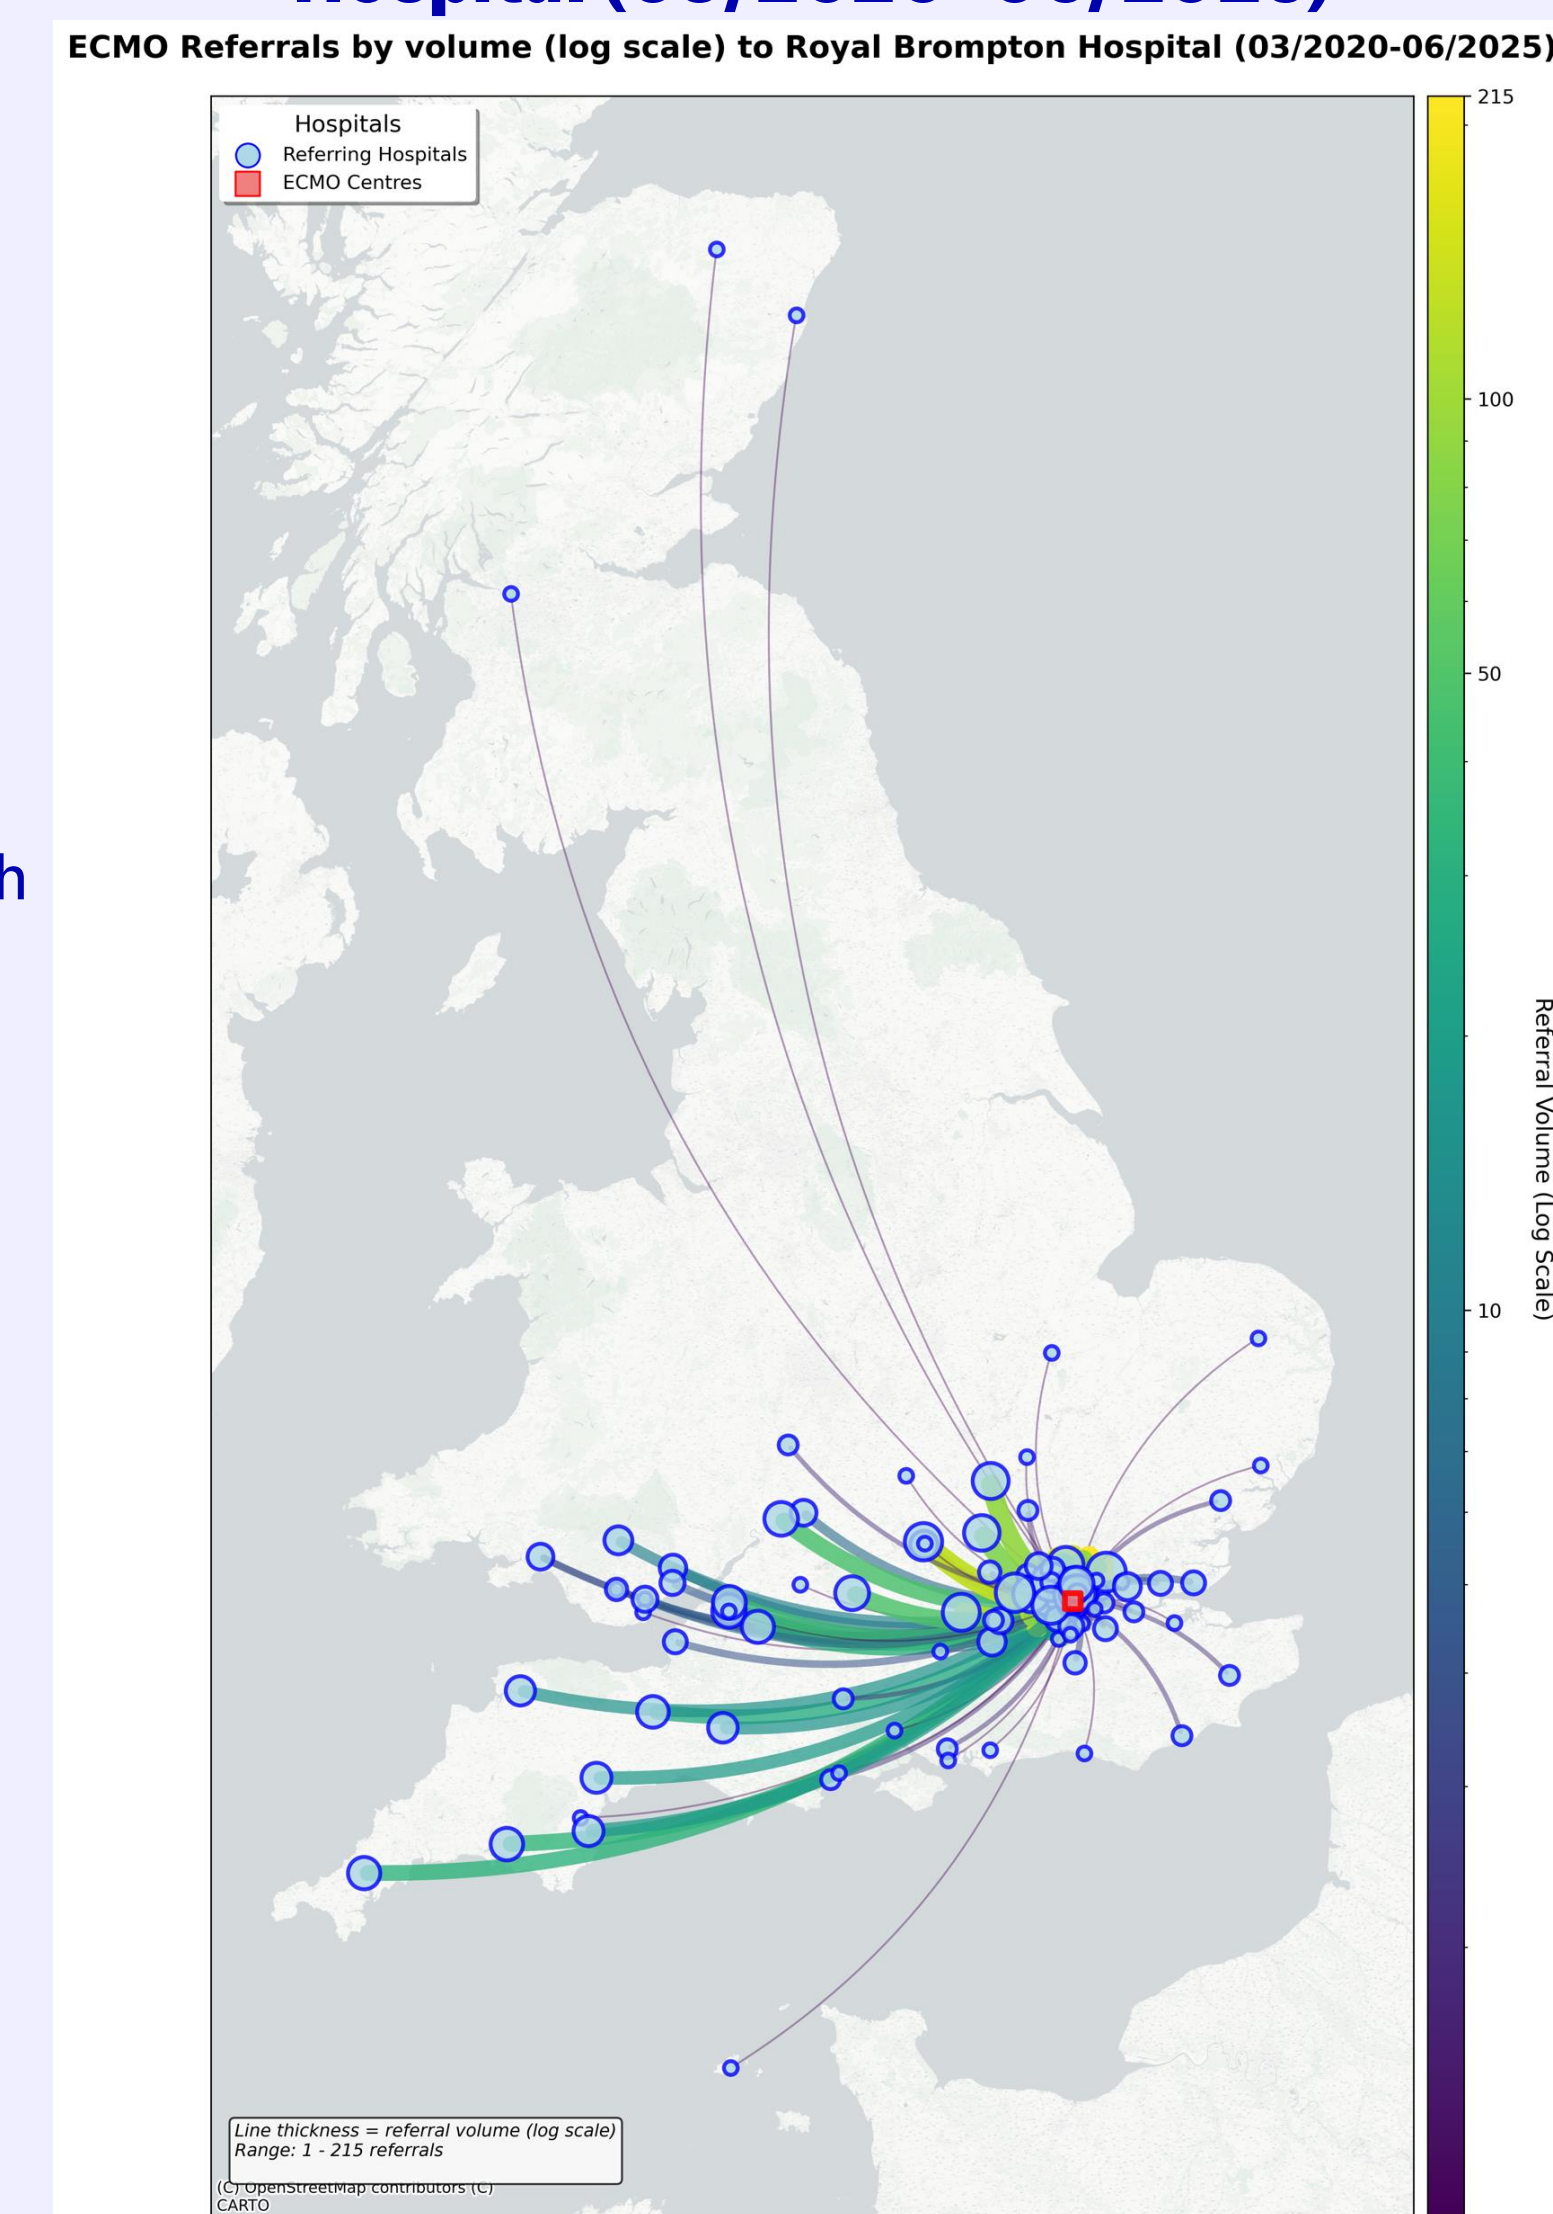 ECMO Referrals by volume (log scale) to Royal Brompton Hospital (03/2020-06/2025)
Hospitals
Referring Hospitals
ECMO Centres
215
100
50
10
Referral Volume (Log Scale)
h
Line thickness = referral volume (log scale)
Range: 1 - 215 referrals
(C) OpenStreetMap contributors (C)
CARTO